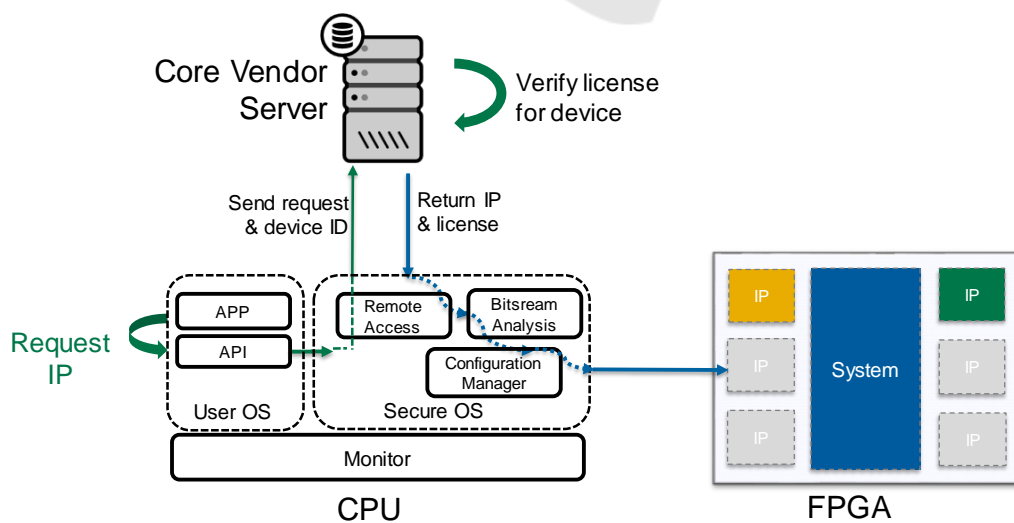 Core Vendor
Server
Verify license
for device
Send request
& device ID
Return IP
& license
Request
IP
APP
API
User OS
Remote
Access
Bitsream
Analysis
Configuration
Manager
Secure OS
Monitor
CPU
IP
IP
IP
System
IP
IP
IP
FPGA